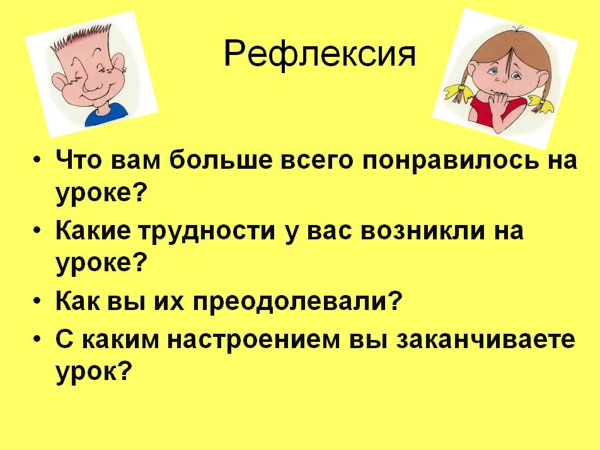 Рефлексия
• Что вам больше всего понравилось на
уроке?
• Какие трудности у вас возникли на
уроке?
• Как вы их преодолевали?
• С каким настроением вы заканчиваете
урок?